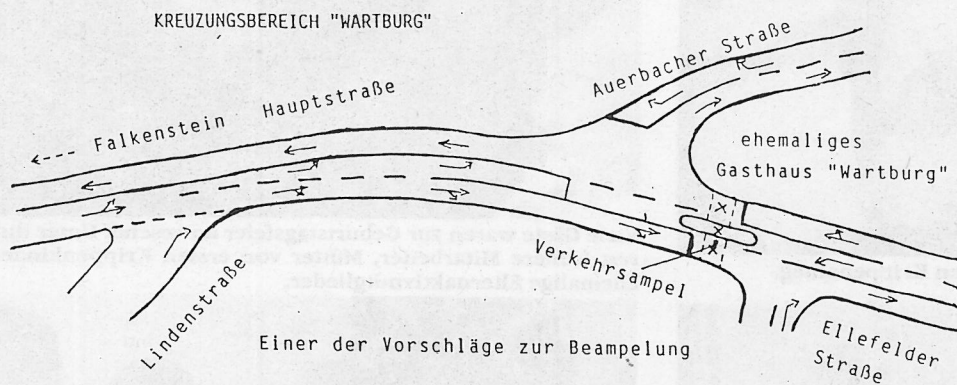 KREUZUNGSBEREICH "WARTBURG"
Auerbacher Straße
Falkenstein Hauptstraße
ehemaliges
Gasthaus "Wartburg"
Verkehrsampel
Lindenstraße
Einer der Vorschläge zur Beampelung
Ellefelder
Straße